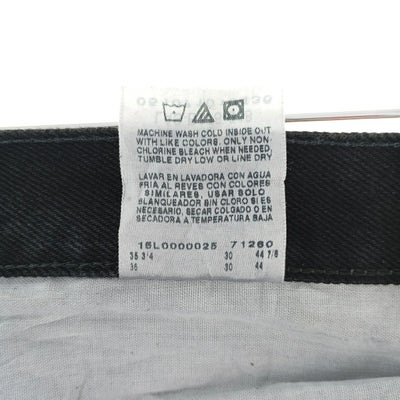 MACHINE WASH COLD INSIDE OUT
WITH LIKE COLORS, ONLY NON-
CHLORINE BLEACH WHEN NEEDED,
TUMBLE DRY LOW OR LINE DRY
LAVAR EN LAVADORA CON AGUA
FRIA AL REVES CON COLORES
SIMILARES, USAR SOLO
BLANQUEADOR SIN CLORO SI ES
NECESARIO, SECAR COLGADO O EN
SECADORA A TEMPERATURA BAJA
15L0000025 71260
35 3/4 30 44 7/8
35 30 44